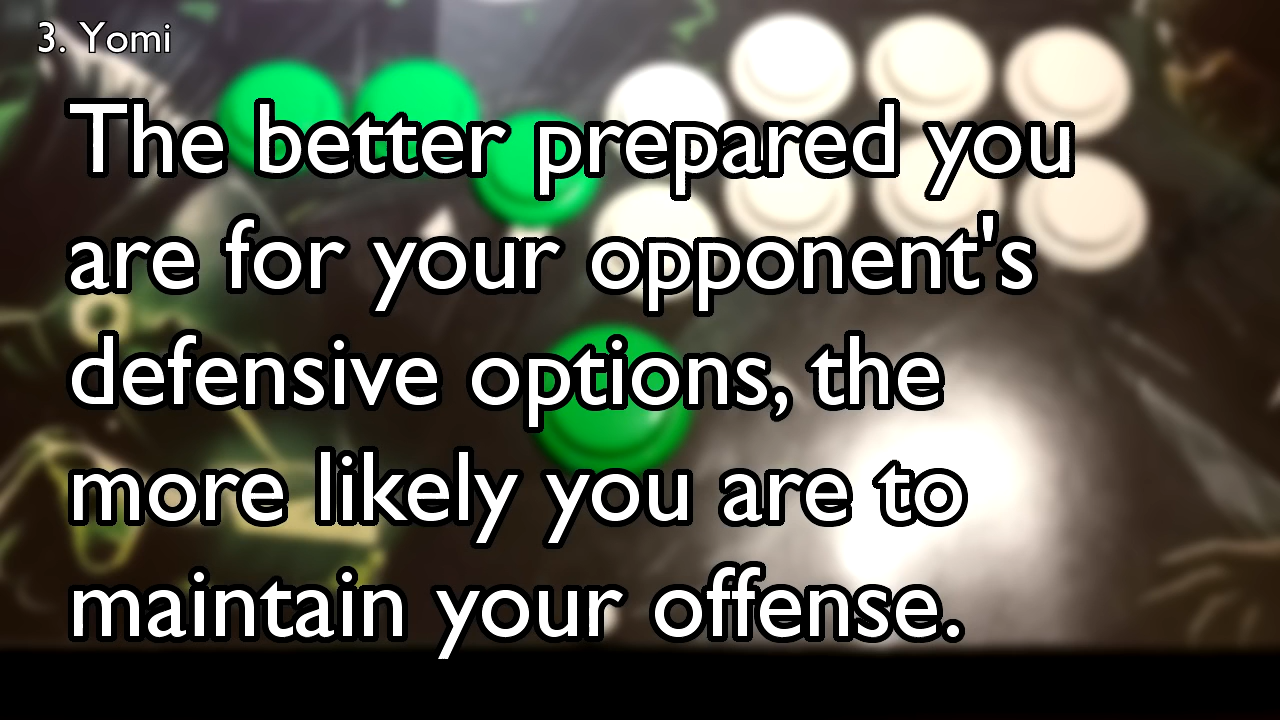 3. Yomi
The better prepared you
are for your opponent's
defensive options, the
more likely you are to
maintain your offense.